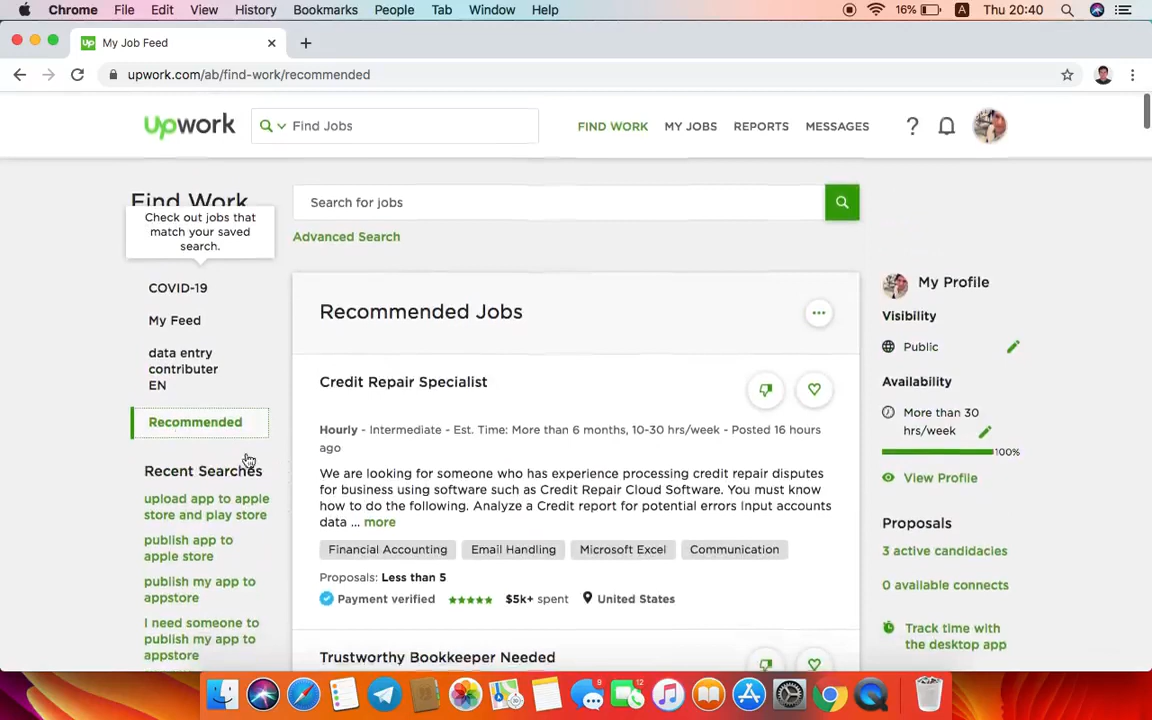 Chrome File Edit View History Bookmarks People Tab Window Help 16% A Thu 20:40
up My Job Feed
upwork.com/ab/find-work/recommended
upwork Find Jobs FIND WORK MY JOBS REPORTS MESSAGES ?
Find Work
Check out jobs that
match your saved
search.
COVID-19
My Feed
data entry
contributer
EN
Recommended
Recent Searches
upload app to apple
store and play store
publish app to
apple store
publish my app to
appstore
I need someone to
publish my app to
appstore
Search for jobs
Advanced Search
Recommended Jobs
Credit Repair Specialist
Hourly - Intermediate - Est. Time: More than 6 months, 10-30 hrs/week - Posted 16 hours
ago
We are looking for someone who has experience processing credit repair disputes
for business using software such as Credit Repair Cloud Software. You must know
how to do the following. Analyze a Credit report for potential errors input accounts
data ... more
Financial Accounting Email Handling Microsoft Excel Communication
Proposals: Less than 5
Payment verified $5k+ spent United States
Trustworthy Bookkeeper Needed
My Profile
Visibility
Public
Availability
More than 30
hrs/week
100%
View Profile
Proposals
3 active candidacies
0 available connects
Track time with
the desktop app
9 12